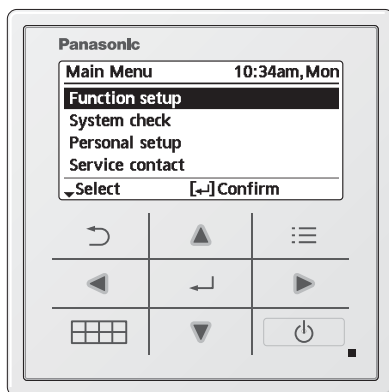 Panasonic
Main Menu 10:34am,Mon
Function setup
System check
Personal setup
Service contact
Select [↵]Confirm